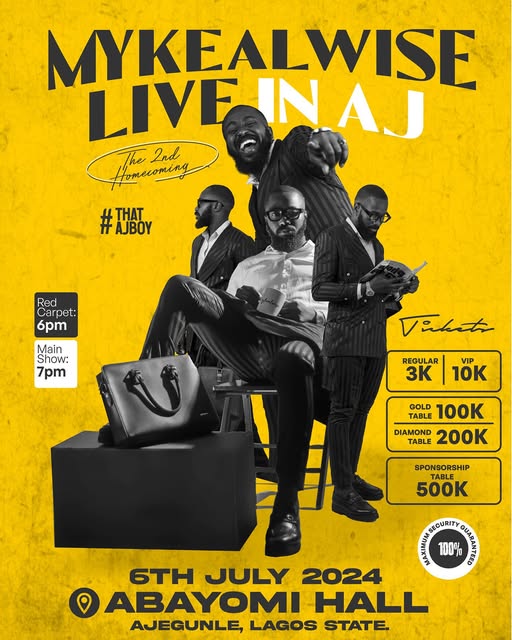 MYKEALWISE
LIVE IN AJ
The 2nd
Homecoming
#THAT
AJBOY
Red
Carpet:
6pm
Main
Show:
7pm
Tickets
REGULAR
3K
VIP
10K
GOLD
TABLE 100K
DIAMOND
TABLE 200K
SPONSORSHIP
TABLE
500K
MAXIMUM SECURITY GUARANTEED
100%
6TH JULY 2024
ABAYOMI HALL
AJEGUNLE, LAGOS STATE.